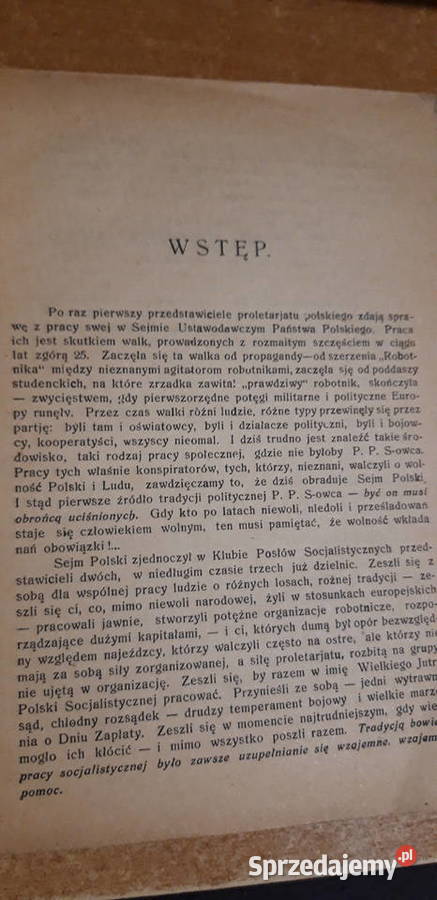 WSTĘP.
Po raz pierwszy przedstawiciele proletarjatu polskiego zdają spra-
wę z pracy swej w Sejmie Ustawodawczym Państwa Polskiego. Praca
ich jest skutkiem walk, prowadzonych z rozmaitym szczęściem w ciągu
lat zgórą 25. Zaczęła się ta walka od propagandy—od szerzenia „Robot-
nika" między nieznanymi agitatorom robotnikami, zaczęła się od poddaszy
studenckich, na które zrzadka zawita! „prawdziwy" robotnik, skończyła
— zwycięstwem, gdy pierwszorzędne potęgi militarne i polityczne Euro-
py runęły. Przez czas walki różni ludzie, różne typy przewinęły się przez
partję: byli tam i oświatowcy, byli i działacze polityczni, byli i bojow-
cy, kooperatyści, wszyscy nieomal. I dziś trudno jest znaleźć takie śro-
dowisko, taki rodzaj pracy społecznej, gdzie nie byłoby P. P. S-owca.
Pracy tych właśnie konspiratorów, tych, którzy, nieznani, walczyli o wol-
ność Polski i Ludu, zawdzięczamy to, że dziś obraduje Sejm Polski.
I stąd pierwsze źródło tradycji politycznej P. P. S-owca — być on musi
obrońcą uciśnionych. Gdy kto po latach niewoli, niedoli i prześladowań
staje się człowiekiem wolnym, ten musi pamiętać, że wolność wkłada
nań obowiązki!...
Sejm Polski zjednoczył w Klubie Posłów Socjalistycznych przed-
stawicieli dwóch, w niedługim czasie trzech już dzielnic. Zeszli się z
sobą dla wspólnej pracy ludzie o różnych losach, rożnej tradycji — ze-
szli się ci, co, mimo niewoli narodowej, żyli w stosunkach europejskich
— pracowali jawnie, stworzyli potężne organizacje robotnicze, rozpo-
rządzające dużymi kapitałami, — i ci, których dumą był opór bezwzględ-
ny względem najeźdzcy, którzy walczyli często na ostre, ale którzy nie
mają za sobą siły zorganizowanej, a silę proletarjatu, rozbitą na grupy
nie ujętą w organizację. Zeszli się, by razem w imię Wielkiego Jutra
Polski Socjalistycznej pracować. Przynieśli ze sobą — jedni wytrawn
sąd, chłodny rozsądek — drudzy temperament bojowy i wielkie marze
nia o Dniu Zapłaty. Zeszli się w momencie najtrudniejszym, gdy wie
mogło ich kłócić — i mimo wszystko poszli razem. Tradycją bowie
pracy socjalistycznej było zawsze uzupełnianie się wzajemne, wzajem
pomoc.
Sprzedajemy.pl